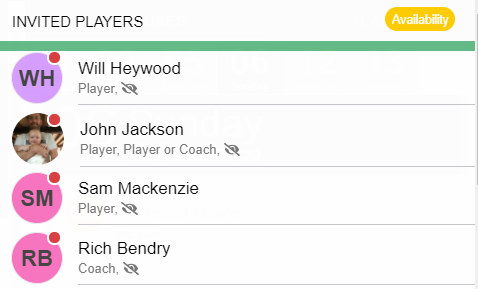 INVITED PLAYERS
Availability
WH
Will Heywood
Player,
John Jackson
Player, Player or Coach,
SM
Sam Mackenzie
Player,
RB
Rich Bendry
Coach,